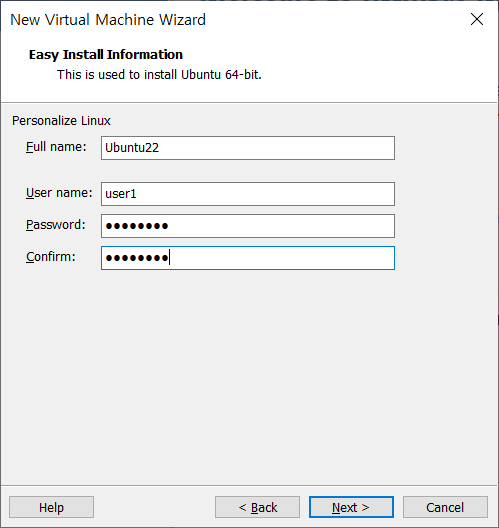 New Virtual Machine Wizard
Easy Install Information
This is used to install Ubuntu 64-bit.
Personalize Linux
Full name: Ubuntu22
User name: user1
Password: ●●●●●●●●
Confirm: ●●●●●●●●
Help < Back Next > Cancel